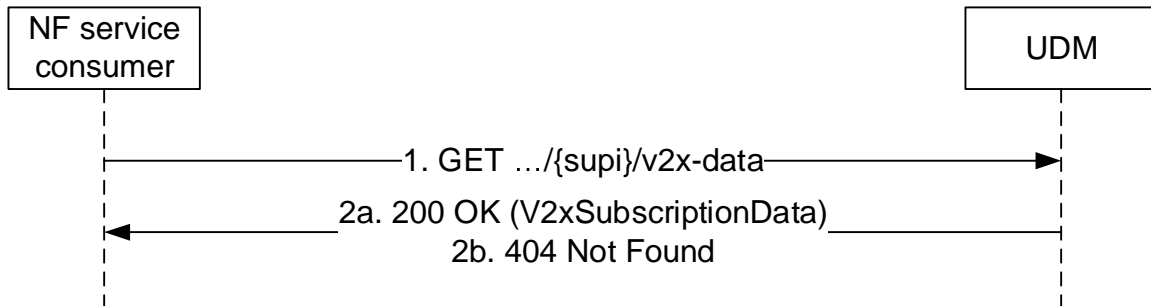 NF service
consumer
UDM
1. GET …/{supi}/v2x-data
2a. 200 OK (V2xSubscriptionData)
2b. 404 Not Found